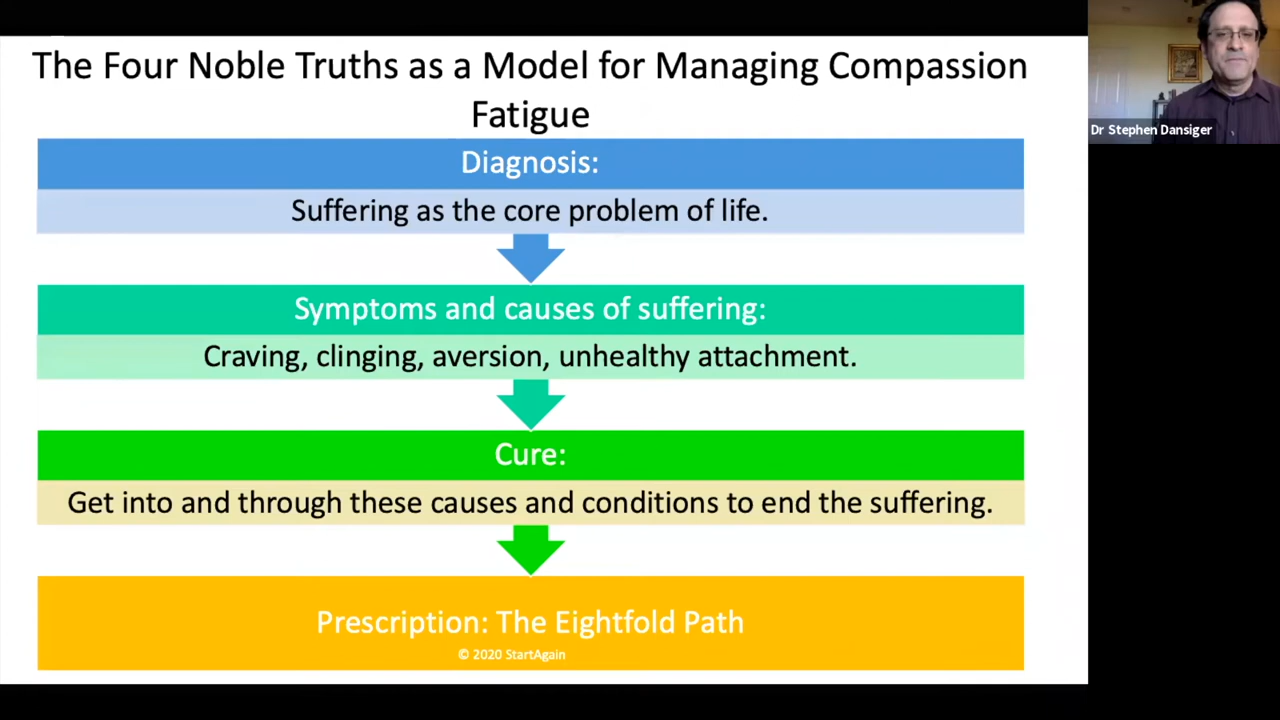 The Four Noble Truths as a Model for Managing Compassion
Fatigue
Diagnosis:
Suffering as the core problem of life.
Symptoms and causes of suffering:
Craving, clinging, aversion, unhealthy attachment.
Cure:
Get into and through these causes and conditions to end the suffering.
Prescription: The Eightfold Path
© 2020 StartAgain
Dr Stephen Dansiger